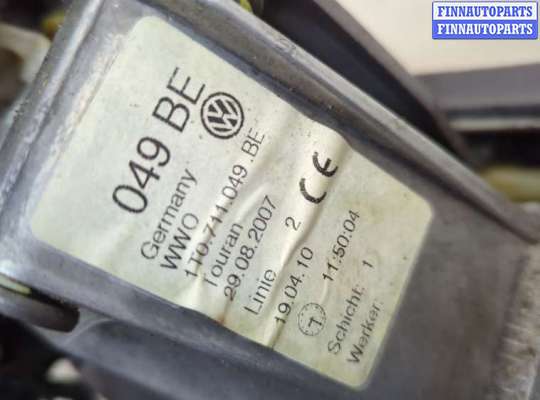 FINNAUTOPARTS
FINNAUTOPARTS
049 BE
Germany
WWO
1T0.711.049 .BE
Touran
29.08.2007
Linie 2
19.04.10 11:50:04
T
Schicht: 1
Werker:
CE